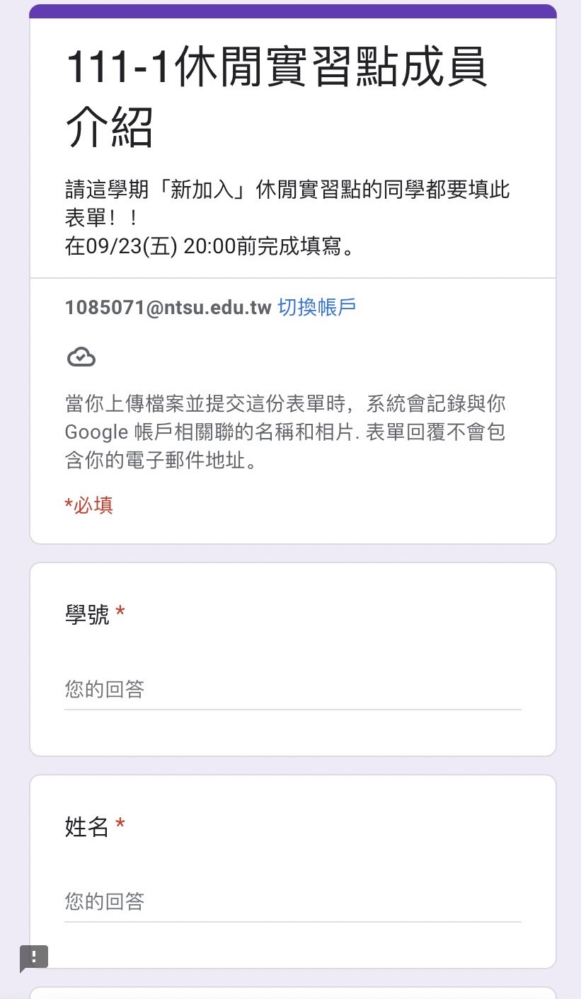 111-1休閒實習點成員
介紹
請這學期「新加入」休閒實習點的同學都要填此
表單！！
在09/23(五) 20:00前完成填寫。
1085071@ntsu.edu.tw 切換帳戶
當你上傳檔案並提交這份表單時，系統會記錄與你
Google 帳戶相關聯的名稱和相片. 表單回覆不會包
含你的電子郵件地址。
*必填
學號 *
您的回答
姓名 *
您的回答